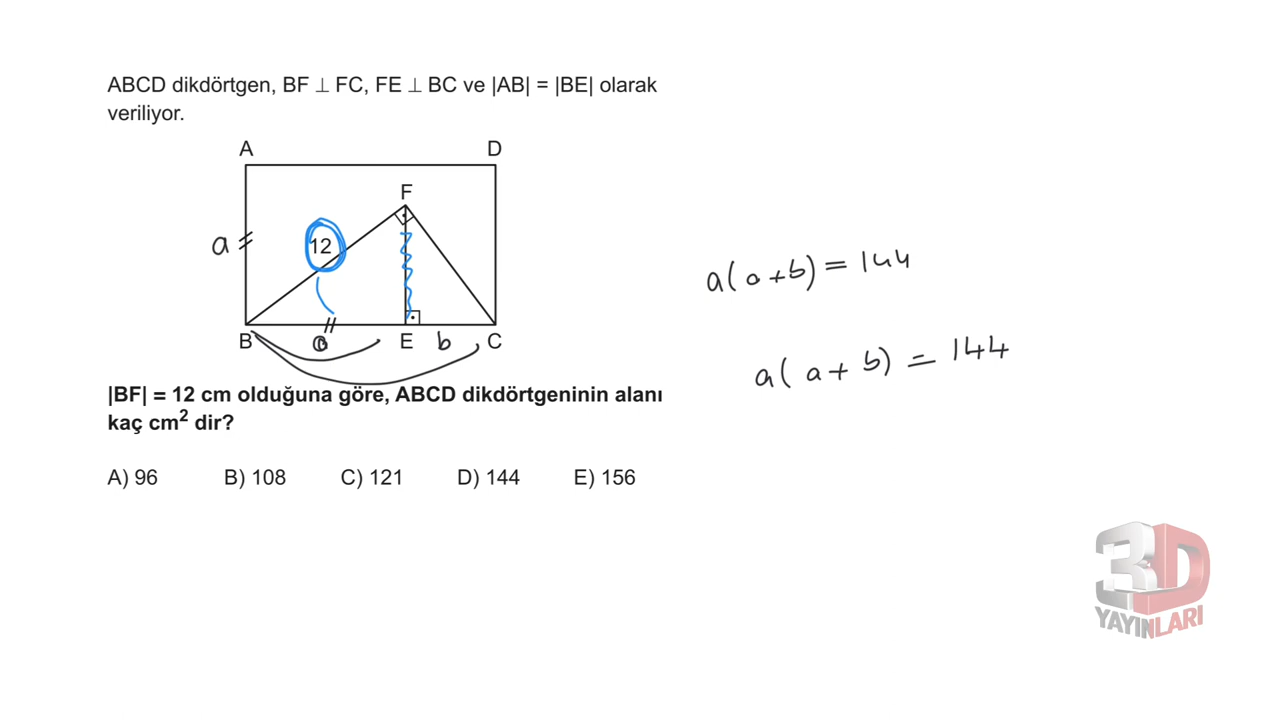 ABCD dikdörtgen, BF ⊥ FC, FE ⊥ BC ve |AB| = |BE| olarak
veriliyor.
A
D
F
12
a
B
a
E
b
C
a(a+b) = 144
a(a+b) = 144
|BF| = 12 cm olduğuna göre, ABCD dikdörtgeninin alanı
kaç cm² dir?
A) 96 B) 108 C) 121 D) 144 E) 156
3D
YAYINLARI